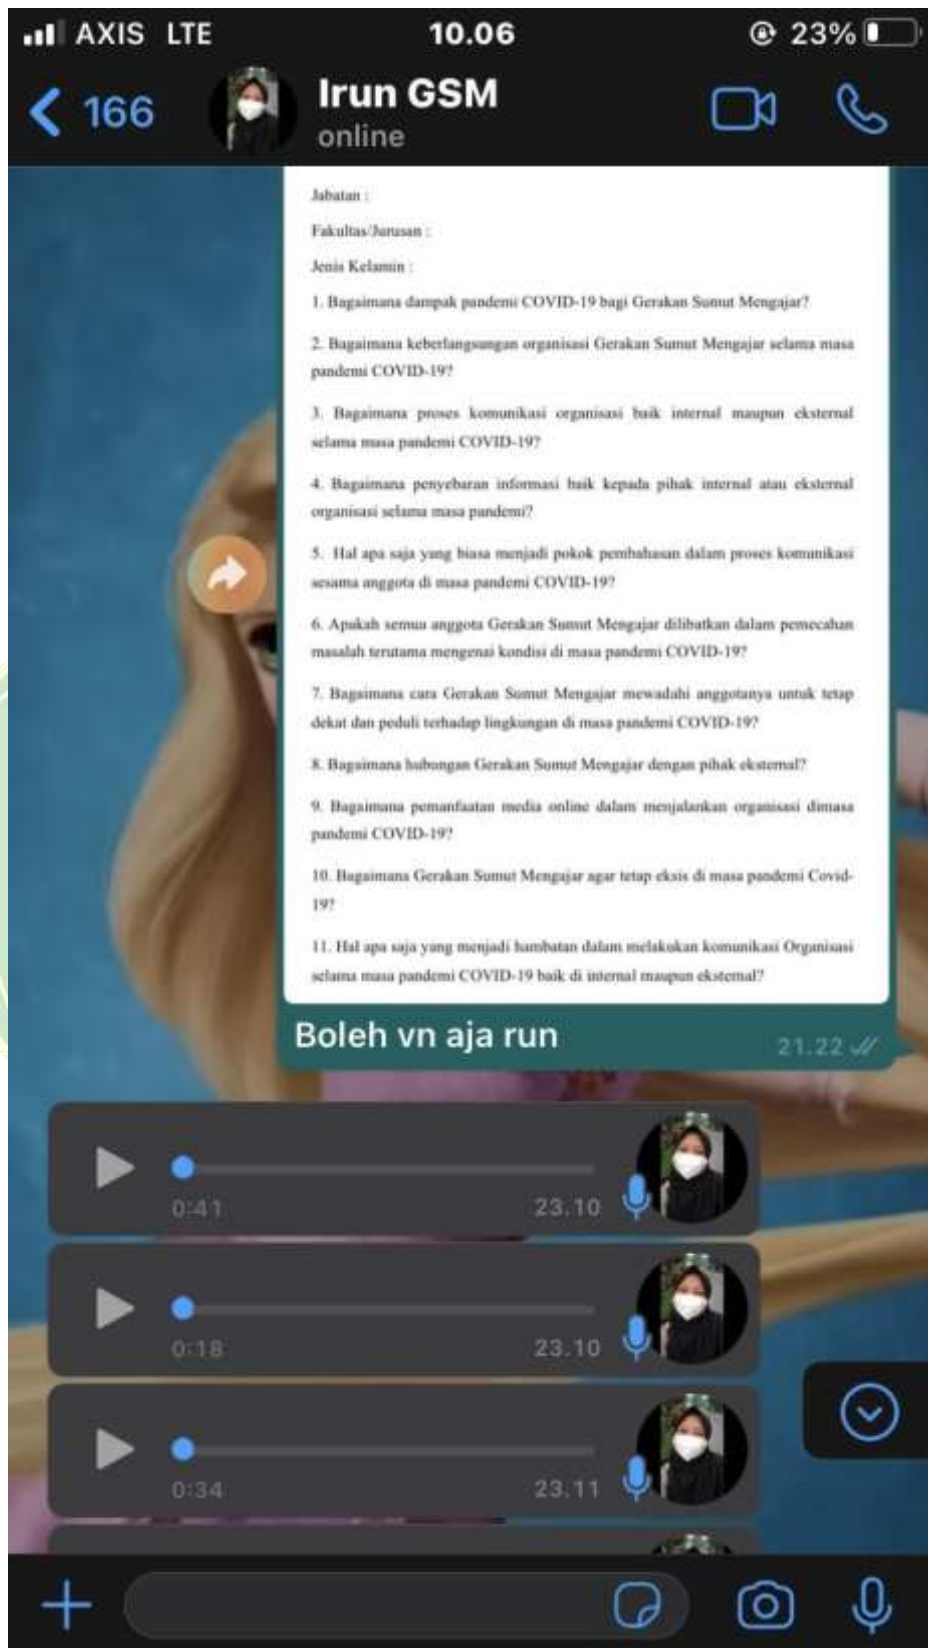 AXIS LTE 10.06 23%
166 Irun GSM
online
Jabatan :
Fakultas/Jurusan :
Jenis Kelamin :
1. Bagaimana dampak pandemi COVID-19 bagi Gerakan Sumut Mengajar?
2. Bagaimana keberlangsungan organisasi Gerakan Sumut Mengajar selama masa
pandemi COVID-19?
3. Bagaimana proses komunikasi organisasi baik internal maupun eksternal
selama masa pandemi COVID-19?
4. Bagaimana penyebaran informasi baik kepada pihak internal atau eksternal
organisasi selama masa pandemi?
5. Hal apa saja yang biasa menjadi pokok pembahasan dalam proses komunikasi
sesama anggota di masa pandemi COVID-19?
6. Apakah semua anggota Gerakan Sumut Mengajar dilibatkan dalam pemecahan
masalah terutama mengenai kondisi di masa pandemi COVID-19?
7. Bagaimana cara Gerakan Sumut Mengajar mewadahi anggotanya untuk tetap
dekat dan peduli terhadap lingkungan di masa pandemi COVID-19?
8. Bagaimana hubungan Gerakan Sumut Mengajar dengan pihak eksternal?
9. Bagaimana pemanfaatan media online dalam menjalankan organisasi dimasa
pandemi COVID-19?
10. Bagaimana Gerakan Sumut Mengajar agar tetap eksis di masa pandemi Covid-
19?
11. Hal apa saja yang menjadi hambatan dalam melakukan komunikasi Organisasi
selama masa pandemi COVID-19 baik di internal maupun eksternal?
Boleh vn aja run
21.22
0:41 23.10
0:18 23.10
0:34 23.11